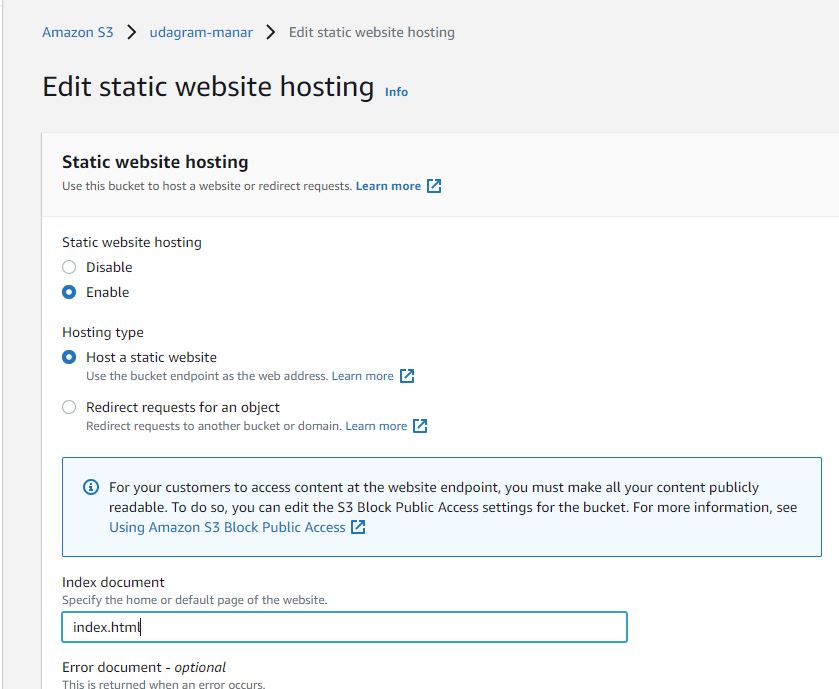 Amazon S3 > udagram-manar > Edit static website hosting
Edit static website hosting Info
Static website hosting
Use this bucket to host a website or redirect requests. Learn more
Static website hosting
Disable
Enable
Hosting type
Host a static website
Use the bucket endpoint as the web address. Learn more
Redirect requests for an object
Redirect requests to another bucket or domain. Learn more
For your customers to access content at the website endpoint, you must make all your content publicly
readable. To do so, you can edit the S3 Block Public Access settings for the bucket. For more information, see
Using Amazon S3 Block Public Access
Index document
Specify the home or default page of the website.
index.html
Error document - optional
This is returned when an error occurs.